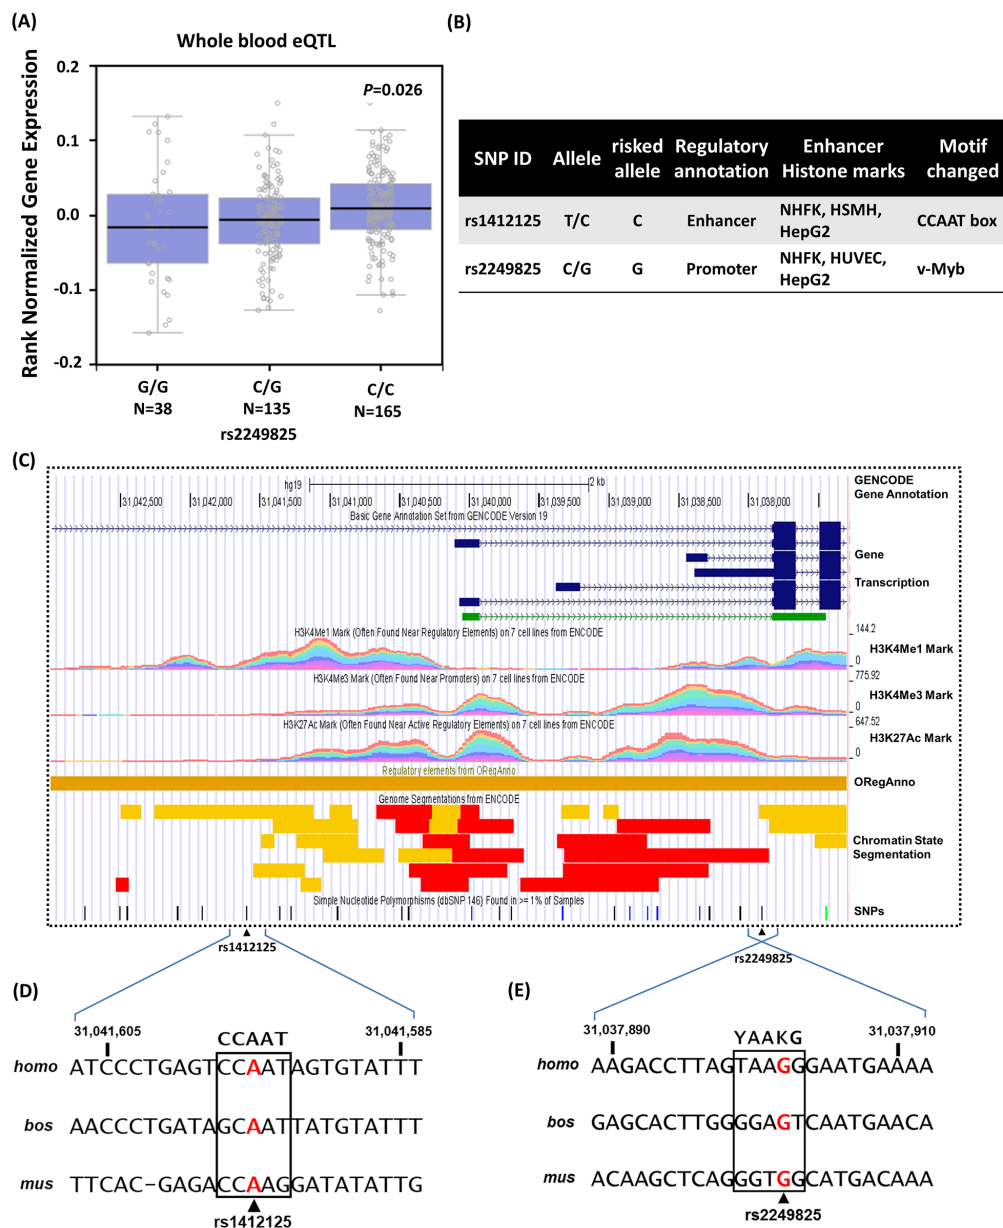 (A)
Whole blood eQTL
P=0.026
Rank Normalized Gene Expression
0.2
0.1
0.0
-0.1
-0.2
G/G
N=38
C/G
N=135
C/C
N=165
rs2249825
(B)
SNP ID
Allele
risked allele
Regulatory annotation
Enhancer Histone marks
Motif changed
rs1412125
T/C
C
Enhancer
NHFK, HSMH, HepG2
CCAAT box
rs2249825
C/G
G
Promoter
NHFK, HUVEC, HepG2
v-Myb
(C)
hg19
2 kb
31,042,500
31,042,000
31,041,500
31,041,000
31,040,500
31,040,000
31,039,500
31,039,000
31,038,500
31,038,000
GENCODE
Gene Annotation
Basic Gene Annotation Set from GENCODE Version 19
Gene
Transcription
H3K4Me1 Mark (Often Found Near Regulatory Elements) on 7 cell lines from ENCODE
144.2
H3K4Me1 Mark
0
H3K4Me3 Mark (Often Found Near Promoters) on 7 cell lines from ENCODE
775.92
H3K4Me3 Mark
0
H3K27Ac Mark (Often Found Near Active Regulatory Elements) on 7 cell lines from ENCODE
647.52
H3K27Ac Mark
0
Regulatory elements from ORegAnno
ORegAnno
Genome Segmentations from ENCODE
Chromatin State
Segmentation
Simple Nucleotide Polymorphisms (dbSNP 146) Found in >= 1% of Samples
SNPs
rs1412125
rs2249825
(D)
31,041,605
31,041,585
CCAAT
homo
ATCCCTGAGTCCAATAGTGTATTT
bos
AACCCTGATAGCAATTATGTATTT
mus
TTCAC-GAGACCAAGGATATATTG
rs1412125
(E)
31,037,890
31,037,910
YAAKG
homo
AAGACCTTAGTAAGGGAATGAAAA
bos
GAGCACTTGGGGAGTCAATGAACA
mus
ACAAGCTCAGGGTGGCATGACAAA
rs2249825